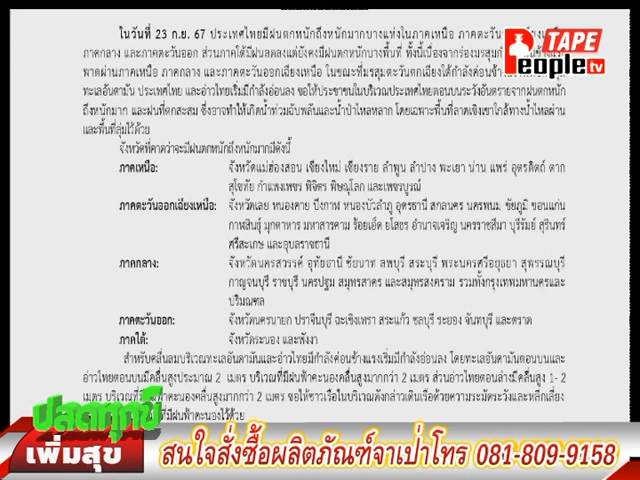 ในวันที่ 23 ก.ย. 67 ประเทศไทยมีฝนตกหนักถึงหนักมากบางแห่งในภาคเหนือ
ภาคกลาง และภาคตะวันออก ส่วนภาคใต้มีฝนลดลงแต่ยังคงมีฝนตกหนักบางพื้นที่ ทั้งนี้เนื่องจากร่องมรสุม
พาดผ่านภาคเหนือ ภาคกลาง และภาคตะวันออกเฉียงเหนือ ในขณะที่มรสุมตะวันตกเฉียงใต้กำลังค่อนข้าง
ทะเลอันดามัน ประเทศไทย และอ่าวไทยเริ่มมีกำลังอ่อนลง ขอให้ประชาชนในบริเวณประเทศไทยตอนบนระวังอันตรายจากฝนตกหนัก
ถึงหนักมาก และฝนที่ตกสะสม ซึ่งอาจทำให้เกิดน้ำท่วมฉับพลันและน้ำป่าไหลหลาก โดยเฉพาะพื้นที่ลาดเชิงเขาใกล้ทางน้ำไหลผ่าน
และพื้นที่ลุ่มไว้ด้วย
จังหวัดที่คาดว่าจะมีฝนตกหนักถึงหนักมากมีดังนี้
ภาคเหนือ: จังหวัดแม่ฮ่องสอน เชียงใหม่ เชียงราย ลำพูน ลำปาง พะเยา น่าน แพร่ อุตรดิตถ์ ตาก
สุโขทัย กำแพงเพชร พิจิตร พิษณุโลก และเพชรบูรณ์
ภาคตะวันออกเฉียงเหนือ: จังหวัดเลย หนองคาย บึงกาฬ หนองบัวลำภู อุดรธานี สกลนคร นครพนม ชัยภูมิ ขอนแก่น
กาฬสินธุ์ มุกดาหาร มหาสารคาม ร้อยเอ็ด ยโสธร อำนาจเจริญ นครราชสีมา บุรีรัมย์ สุรินทร์
ศรีสะเกษ และอุบลราชธานี
ภาคกลาง: จังหวัดนครสวรรค์ อุทัยธานี ชัยนาท ลพบุรี สระบุรี พระนครศรีอยุธยา สุพรรณบุรี
กาญจนบุรี ราชบุรี นครปฐม สมุทรสาคร และสมุทรสงคราม รวมทั้งกรุงเทพมหานครและ
ปริมณฑล
ภาคตะวันออก: จังหวัดนครนายก ปราจีนบุรี ฉะเชิงเทรา สระแก้ว ชลบุรี ระยอง จันทบุรี และตราด
ภาคใต้: จังหวัดระนอง และพังงา
สำหรับคลื่นลมบริเวณทะเลอันดามันและอ่าวไทยมีกำลังค่อนข้างแรงเริ่มมีกำลังอ่อนลง โดยทะเลอันดามันตอนบนและ
อ่าวไทยตอนบนมีคลื่นสูงประมาณ 2 เมตร บริเวณที่มีฝนฟ้าคะนองคลื่นสูงมากกว่า 2 เมตร ส่วนอ่าวไทยตอนล่างมีคลื่นสูง 1- 2
เมตร บริเวณที่มีฝนฟ้าคะนองคลื่นสูงมากกว่า 2 เมตร ขอให้ชาวเรือในบริเวณดังกล่าวเดินเรือด้วยความระมัดระวังและหลีกเลี่ยง
ที่มีฝนฟ้าคะนองไว้ด้วย
TAPE
People tv
ปลดทุกข์
เพิ่มสุข
สนใจสั่งซื้อผลิตภัณฑ์จาเป่าโทร 081-809-9158